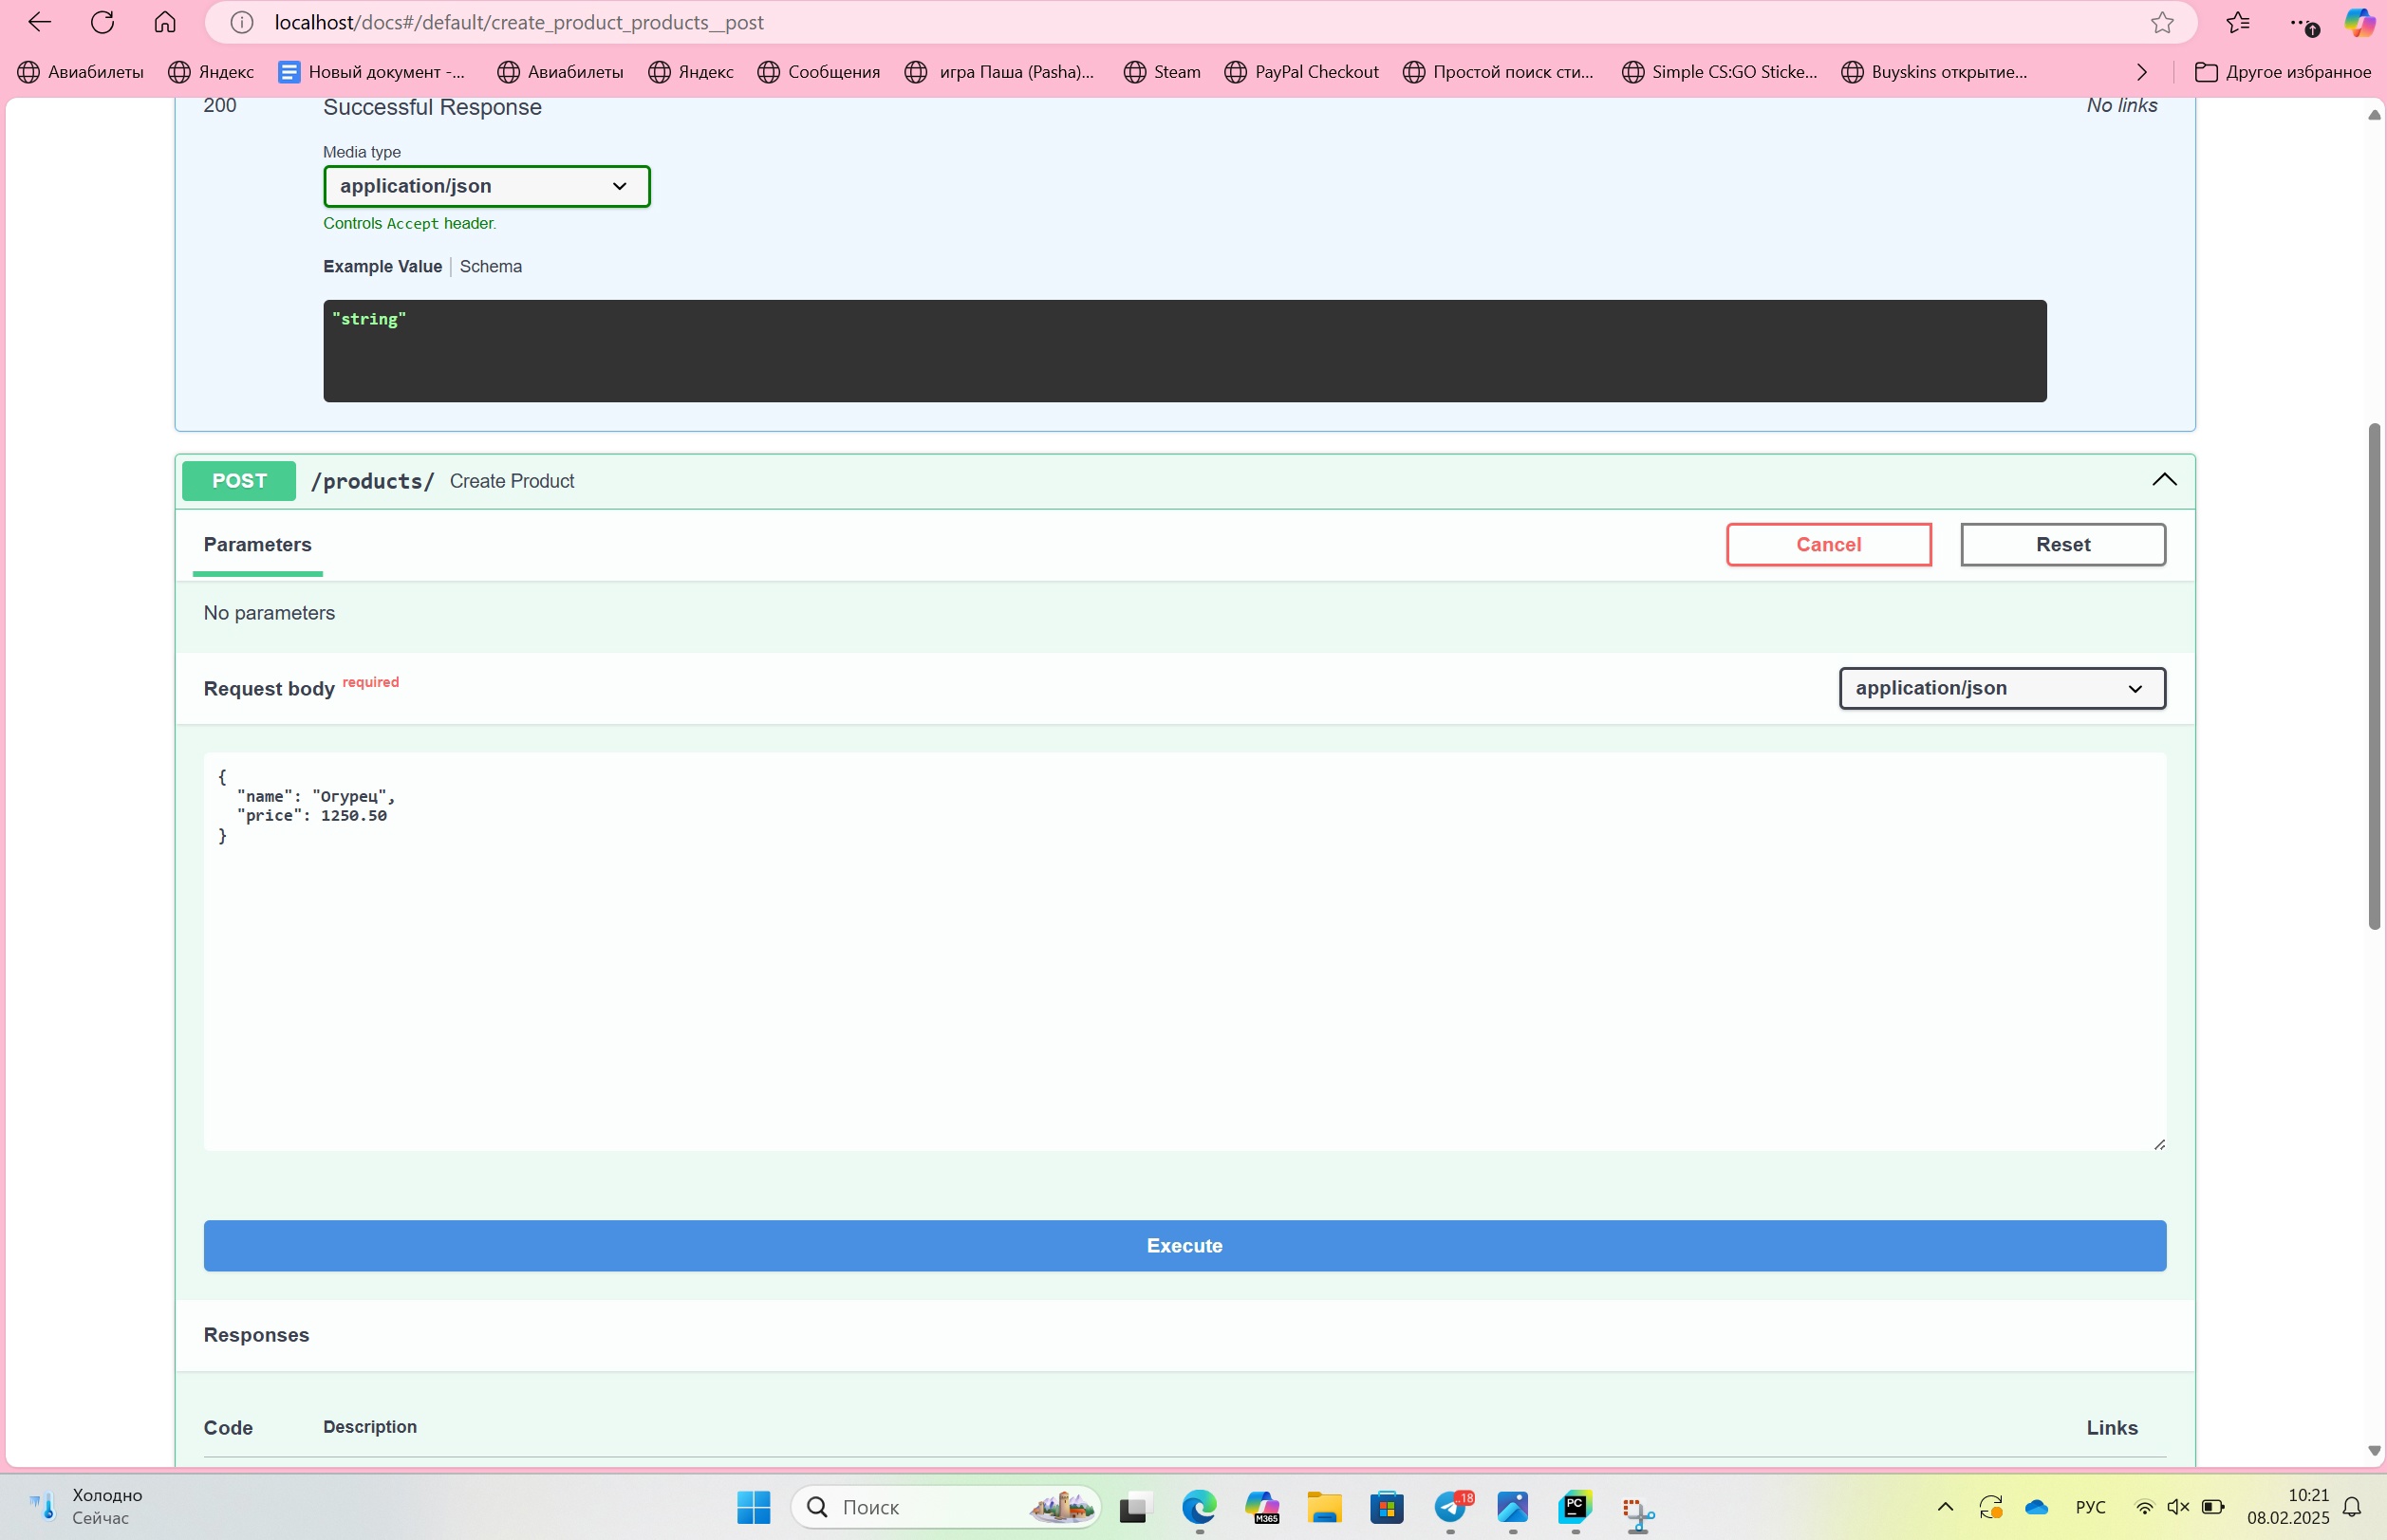 localhost/docs#/default/create_product_products__post
Авиабилеты
Яндекс
Новый документ -...
Авиабилеты
Яндекс
Сообщения
игра Паша (Pasha)...
Steam
PayPal Checkout
Простой поиск сти...
Simple CS:GO Sticke...
Buyskins открытие...
Другое избранное
200
Successful Response
No links
Media type
application/json
Controls Accept header.
Example Value
Schema
"string"
POST
/products/
Create Product
Parameters
Cancel
Reset
No parameters
Request body required
application/json
{
"name": "Огурец",
"price": 1250.50
}
Execute
Responses
Code
Description
Links
Холодно
Сейчас
Поиск
M365
..18
PC
РУС
10:21
08.02.2025